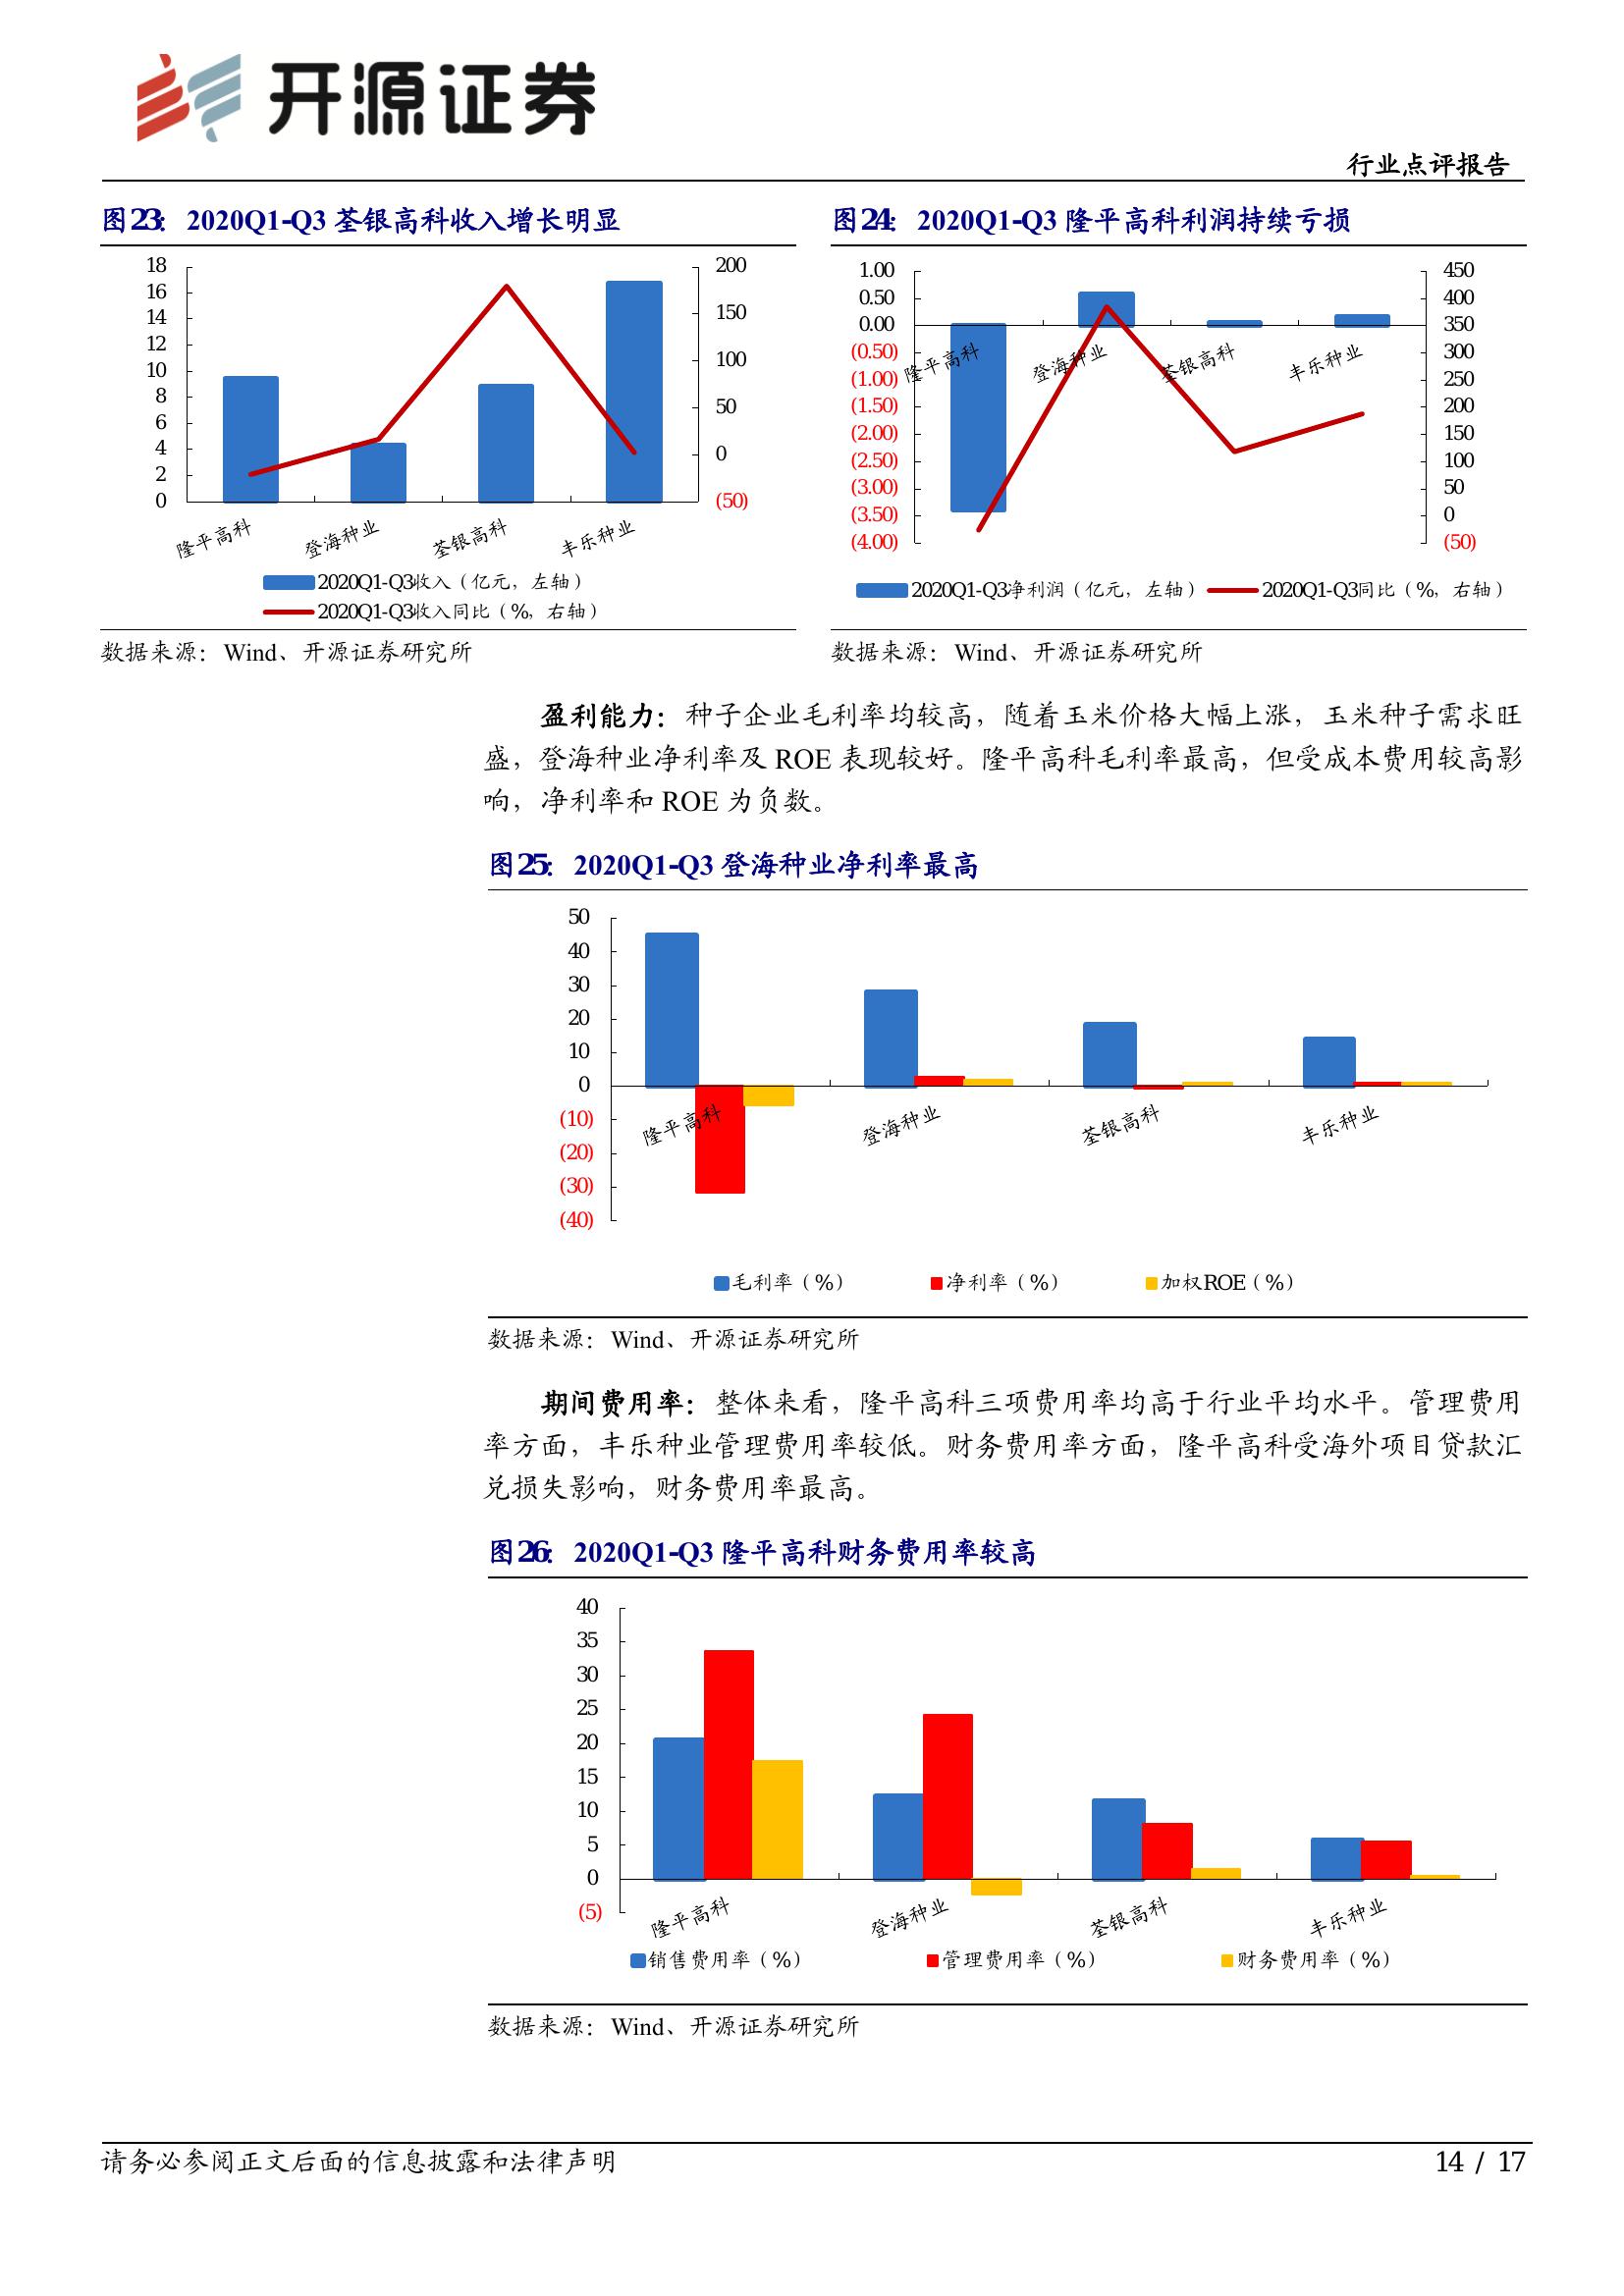 开源证券
行业点评报告
图23： 2020Q1-Q3 荃银高科收入增长明显
18
16
14
12
10
8
6
4
2
0
200
150
100
50
0
(50)
隆平高科
登海种业
荃银高科
丰乐种业
2020Q1-Q3收入（亿元，左轴）
2020Q1-Q3收入同比（%，右轴）
数据来源：Wind、开源证券研究所
图24： 2020Q1-Q3 隆平高科利润持续亏损
1.00
0.50
0.00
(0.50)
(1.00)
(1.50)
(2.00)
(2.50)
(3.00)
(3.50)
(4.00)
450
400
350
300
250
200
150
100
50
0
(50)
隆平高科
登海种业
荃银高科
丰乐种业
2020Q1-Q3净利润（亿元，左轴）
2020Q1-Q3同比（%，右轴）
数据来源：Wind、开源证券研究所
盈利能力：种子企业毛利率均较高，随着玉米价格大幅上涨，玉米种子需求旺
盛，登海种业净利率及 ROE 表现较好。隆平高科毛利率最高，但受成本费用较高影
响，净利率和 ROE 为负数。
图25： 2020Q1-Q3 登海种业净利率最高
50
40
30
20
10
0
(10)
(20)
(30)
(40)
隆平高科
登海种业
荃银高科
丰乐种业
毛利率（%）
净利率（%）
加权ROE（%）
数据来源：Wind、开源证券研究所
期间费用率：整体来看，隆平高科三项费用率均高于行业平均水平。管理费用
率方面，丰乐种业管理费用率较低。财务费用率方面，隆平高科受海外项目贷款汇
兑损失影响，财务费用率最高。
图26： 2020Q1-Q3 隆平高科财务费用率较高
40
35
30
25
20
15
10
5
0
(5)
隆平高科
登海种业
荃银高科
丰乐种业
销售费用率（%）
管理费用率（%）
财务费用率（%）
数据来源：Wind、开源证券研究所
请务必参阅正文后面的信息披露和法律声明
14 / 17